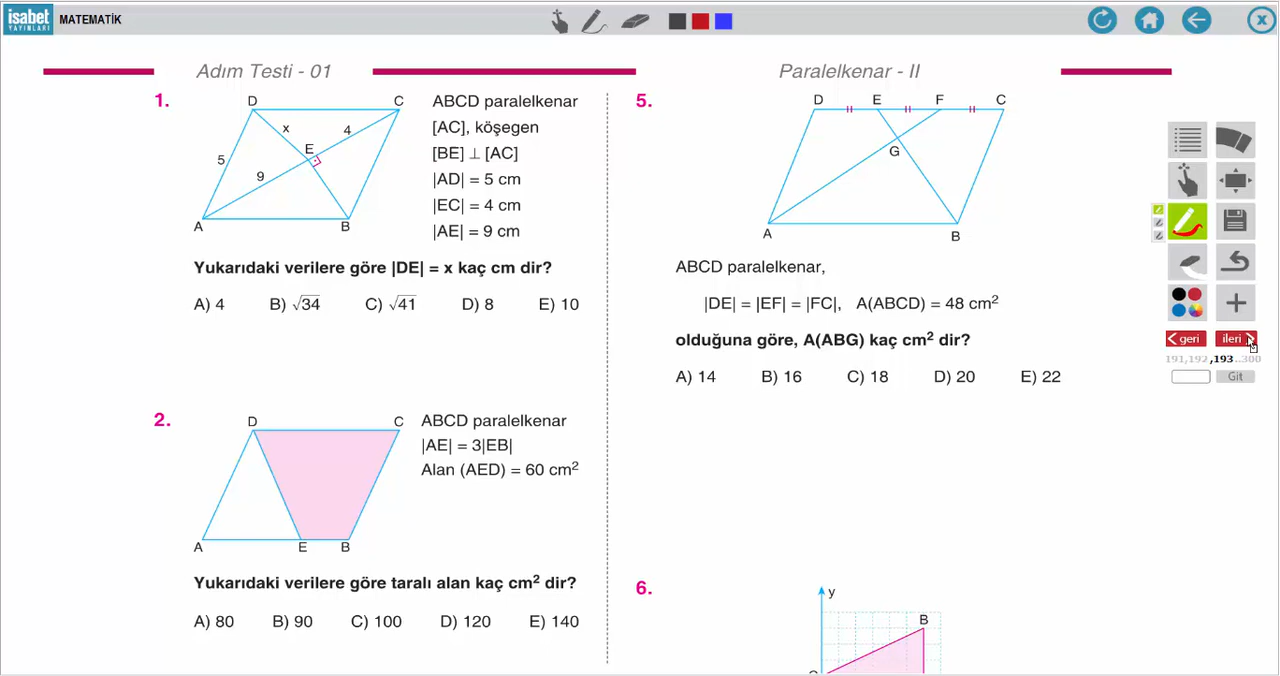 isabet
YAYINLARI
MATEMATİK
Adım Testi - 01
Paralelkenar - II
1.
D
C
x
4
E
5
9
A
B
ABCD paralelkenar
[AC], köşegen
[BE] ⊥ [AC]
|AD| = 5 cm
|EC| = 4 cm
|AE| = 9 cm
Yukarıdaki verilere göre |DE| = x kaç cm dir?
A) 4 B) √34 C) √41 D) 8 E) 10
2.
D
C
A
E
B
ABCD paralelkenar
|AE| = 3|EB|
Alan (AED) = 60 cm²
Yukarıdaki verilere göre taralı alan kaç cm² dir?
A) 80 B) 90 C) 100 D) 120 E) 140
5.
D
E
F
C
G
A
B
ABCD paralelkenar,
|DE| = |EF| = |FC|, A(ABCD) = 48 cm²
olduğuna göre, A(ABG) kaç cm² dir?
A) 14 B) 16 C) 18 D) 20 E) 22
6.
y
B
geri
ileri
191,192,193..300
Git